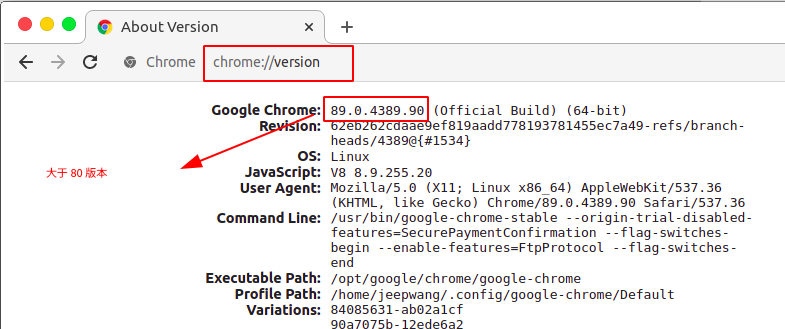 About Version
Chrome chrome://version
Google Chrome: 89.0.4389.90 (Official Build) (64-bit)
Revision: 62eb262cdaae9ef819aadd778193781455ec7a49-refs/branch-
heads/4389@{#1534}
OS: Linux
大于 80 版本
JavaScript: V8 8.9.255.20
User Agent: Mozilla/5.0 (X11; Linux x86_64) AppleWebKit/537.36
(KHTML, like Gecko) Chrome/89.0.4389.90 Safari/537.36
Command Line: /usr/bin/google-chrome-stable --origin-trial-disabled-
features=SecurePaymentConfirmation --flag-switches-
begin --enable-features=FtpProtocol --flag-switches-
end
Executable Path: /opt/google/chrome/google-chrome
Profile Path: /home/jeepwang/.config/google-chrome/Default
Variations: 84085631-ab02a1cf
90a7075b-12ede6a2